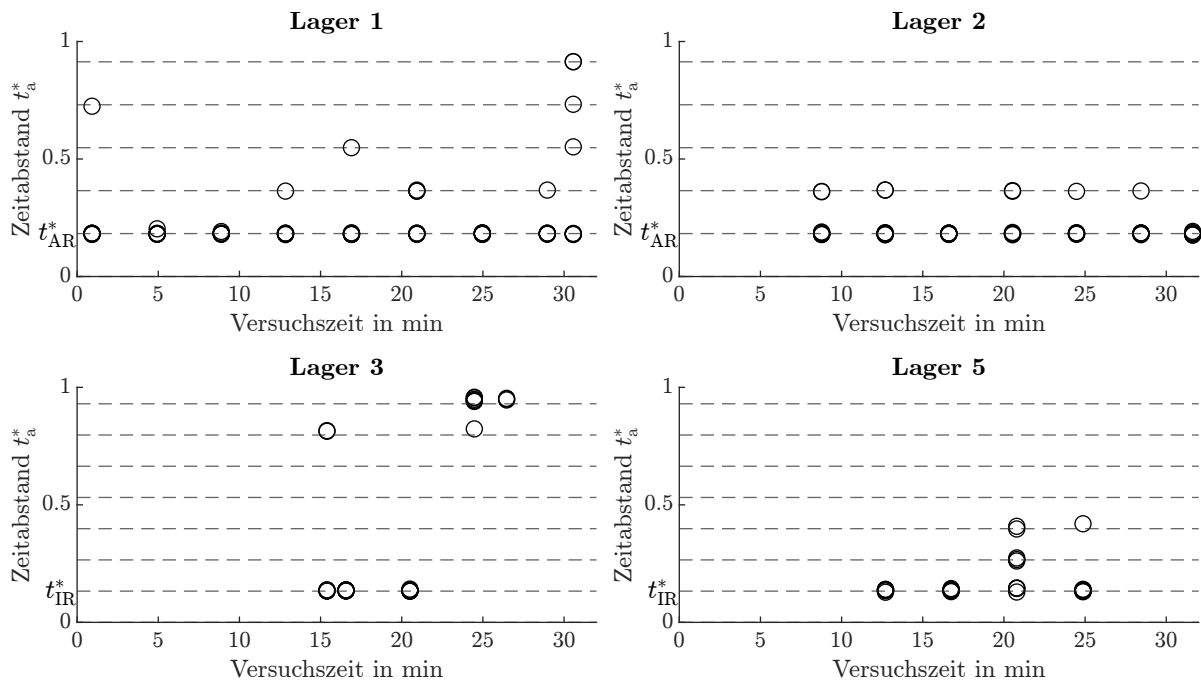 Lager 1
Zeitabstand t*a
1
0.5
t*AR
0
0 5 10 15 20 25 30
Versuchszeit in min
Lager 2
Zeitabstand t*a
1
0.5
t*AR
0
0 5 10 15 20 25 30
Versuchszeit in min
Lager 3
Zeitabstand t*a
1
0.5
t*IR
0
0 5 10 15 20 25 30
Versuchszeit in min
Lager 5
Zeitabstand t*a
1
0.5
t*IR
0
0 5 10 15 20 25 30
Versuchszeit in min